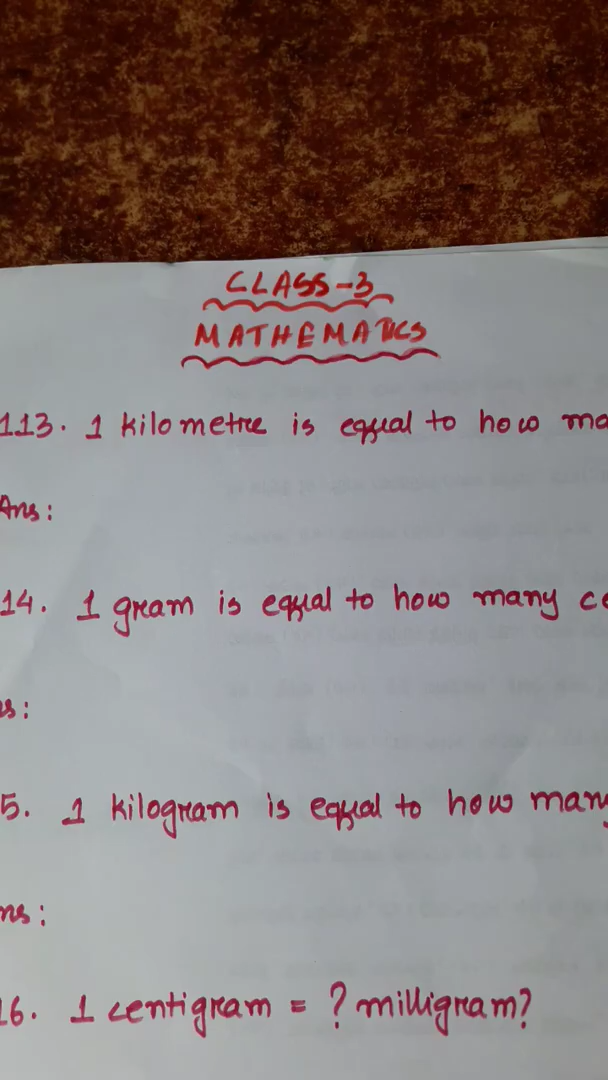 CLASS-3
MATHEMATICS
113. 1 kilometre is equal to how
Ans:
14. 1 gram is equal to how many
5. 1 kilogram is equal to how many
16. 1 centigram = ? milligram?